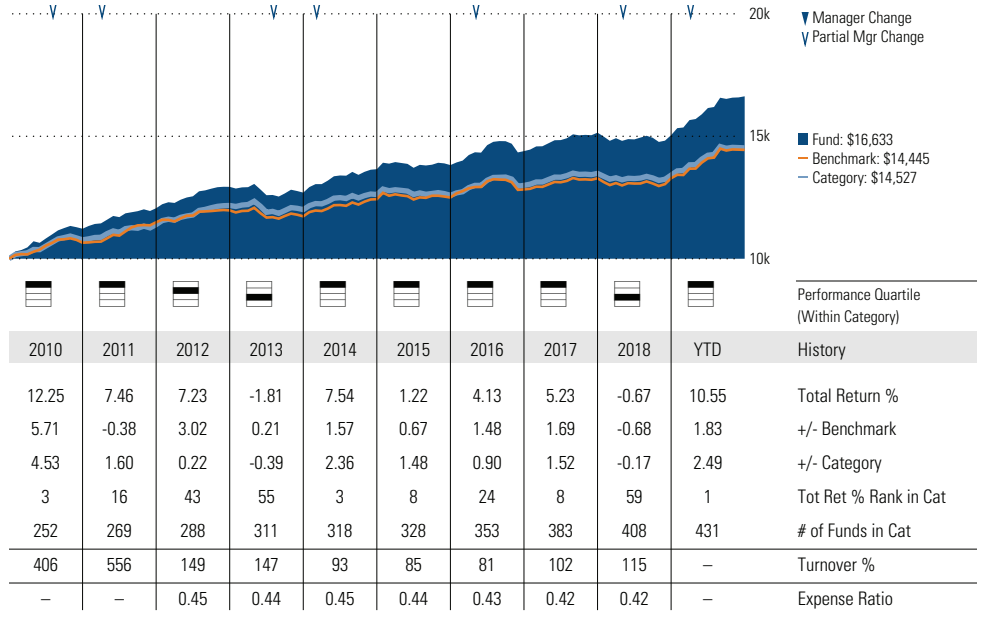 20k
Manager Change
Partial Mgr Change
15k
Fund: $16,633
Benchmark: $14,445
Category: $14,527
10k
Performance Quartile
(Within Category)
2010 2011 2012 2013 2014 2015 2016 2017 2018 YTD History
12.25 7.46 7.23 -1.81 7.54 1.22 4.13 5.23 -0.67 10.55 Total Return %
5.71 -0.38 3.02 0.21 1.57 0.67 1.48 1.69 -0.68 1.83 +/- Benchmark
4.53 1.60 0.22 -0.39 2.36 1.48 0.90 1.52 -0.17 2.49 +/- Category
3 16 43 55 3 8 24 8 59 1 Tot Ret % Rank in Cat
252 269 288 311 318 328 353 383 408 431 # of Funds in Cat
406 556 149 147 93 85 81 102 115 – Turnover %
– – 0.45 0.44 0.45 0.44 0.43 0.42 0.42 – Expense Ratio